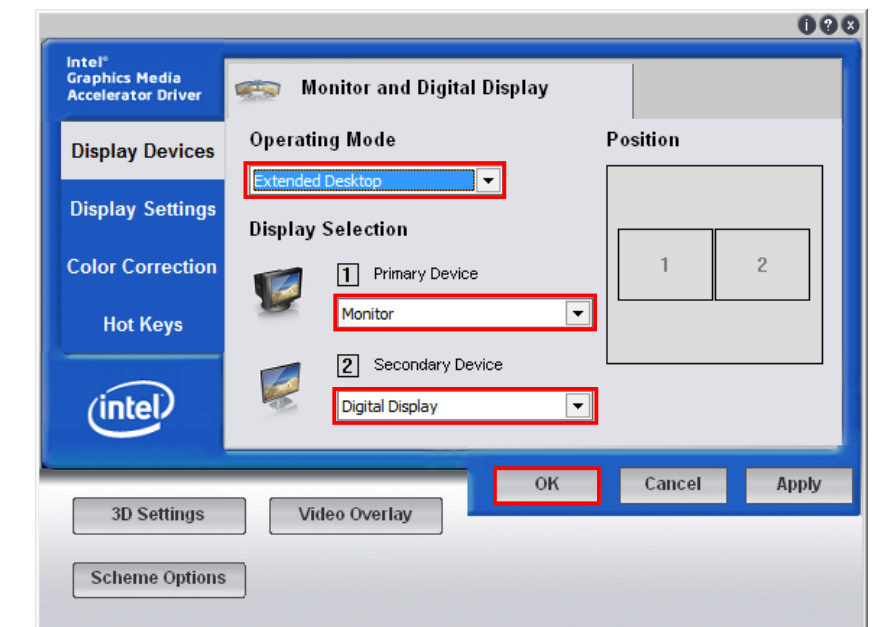 Intel®
Graphics Media
Accelerator Driver
Monitor and Digital Display
Display Devices
Display Settings
Color Correction
Hot Keys
intel
Operating Mode
Extended Desktop
Display Selection
1 Primary Device
Monitor
2 Secondary Device
Digital Display
Position
1 2
OK Cancel Apply
3D Settings Video Overlay
Scheme Options